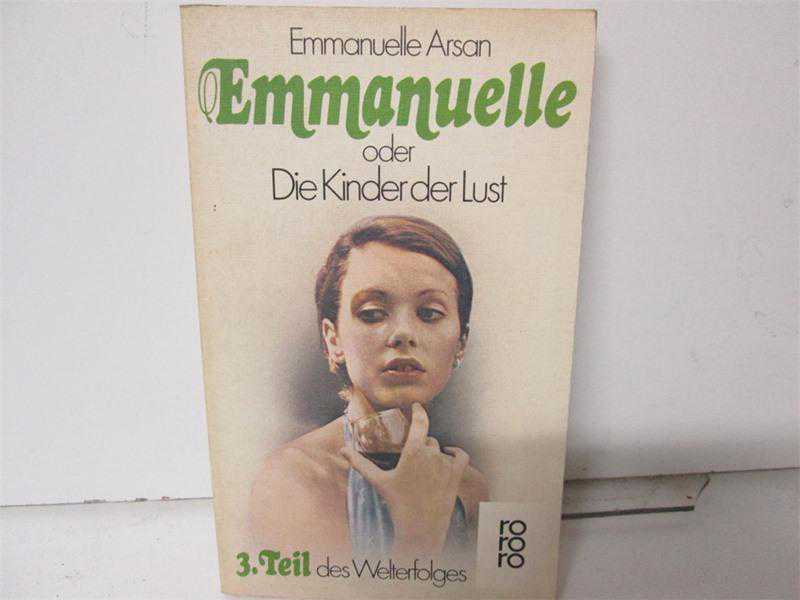 Emmanuelle Arsan
Emmanuelle
oder
Die Kinder der Lust
3. Teil des Welterfolges
ro
ro
ro